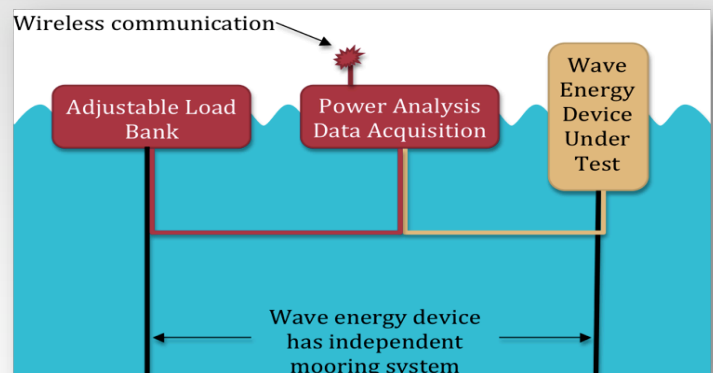 Wireless communication
Adjustable Load
Bank
Power Analysis
Data Acquisition
Wave
Energy
Device
Under
Test
Wave energy device
has independent
mooring system